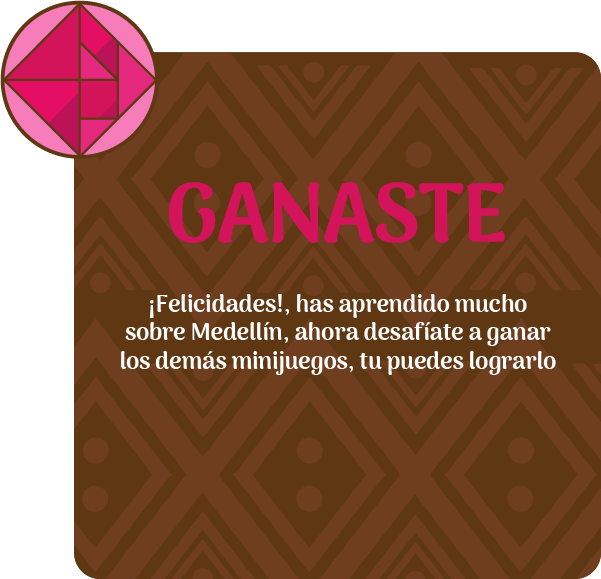 GANASTE
¡Felicidades!, has aprendido mucho
sobre Medellín, ahora desafíate a ganar
los demás minijuegos, tu puedes lograrlo